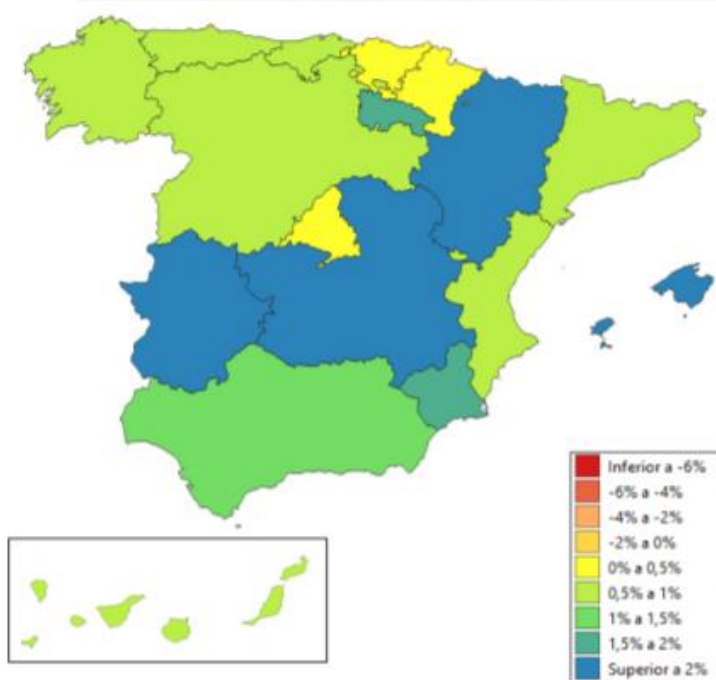 Inferior a -6%
-6% a -4%
-4% a -2%
-2% a 0%
0% a 0,5%
0,5% a 1%
1% a 1,5%
1,5% a 2%
Superior a 2%